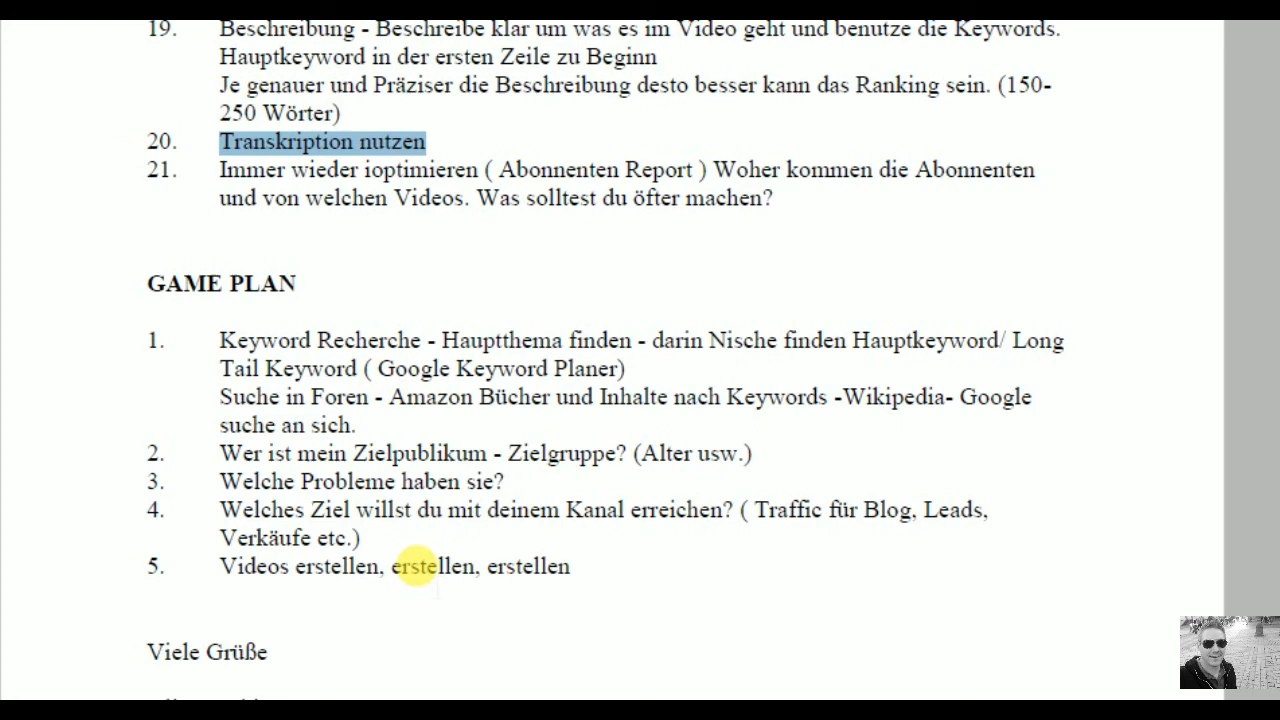 19. Beschreibung - Beschreibe klar um was es im Video geht und benutze die Keywords.
Hauptkeyword in der ersten Zeile zu Beginn
Je genauer und Präziser die Beschreibung desto besser kann das Ranking sein. (150-
250 Wörter)
20. Transkription nutzen
21. Immer wieder ioptimieren ( Abonnenten Report ) Woher kommen die Abonnenten
und von welchen Videos. Was solltest du öfter machen?
GAME PLAN
1. Keyword Recherche - Hauptthema finden - darin Nische finden Hauptkeyword/ Long
Tail Keyword ( Google Keyword Planer)
Suche in Foren - Amazon Bücher und Inhalte nach Keywords -Wikipedia- Google
suche an sich.
2. Wer ist mein Zielpublikum - Zielgruppe? (Alter usw.)
3. Welche Probleme haben sie?
4. Welches Ziel willst du mit deinem Kanal erreichen? ( Traffic für Blog, Leads,
Verkäufe etc.)
5. Videos erstellen, erstellen, erstellen
Viele Grüße